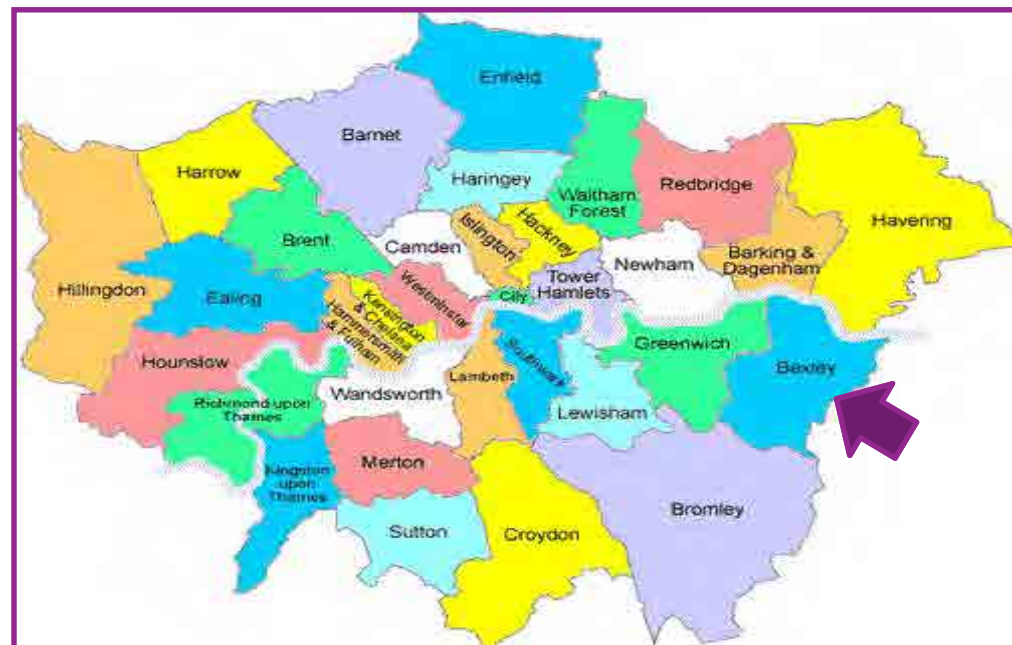 Enfield
Barnet
Harrow
Haringey
Waltham
Forest
Redbridge
Havering
Brent
Camden
Islington
Hackney
Newham
Barking &
Dagenham
Hillingdon
Ealing
Kensington
& Chelsea
Hammersmith
& Fulham
Westminster
City
Tower
Hamlets
Hounslow
Richmond upon
Thames
Wandsworth
Lambeth
Southwark
Lewisham
Greenwich
Bexley
Kingston
upon
Thames
Merton
Sutton
Croydon
Bromley